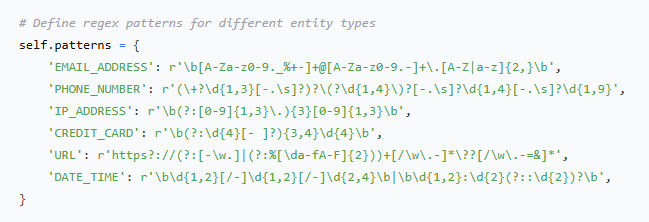 # Define regex patterns for different entity types
self.patterns = {
'EMAIL_ADDRESS': r'\b[A-Za-z0-9._%+-]+@[A-Za-z0-9.-]+\.[A-Z|a-z]{2,}\b',
'PHONE_NUMBER': r'(\+?\d{1,3}[-.\s]?)?\(?\d{1,4}\)?[-.\s]?\d{1,4}[-.\s]?\d{1,9}',
'IP_ADDRESS': r'\b(?:[0-9]{1,3}\.){3}[0-9]{1,3}\b',
'CREDIT_CARD': r'\b(?:\d{4}[- ]?){3,4}\d{4}\b',
'URL': r'https?://(?:[-\w.]|(?:%[\da-fA-F]{2}))+[/\w\.-]*\??[/\w\.-=&]*',
'DATE_TIME': r'\b\d{1,2}[/-]\d{1,2}[/-]\d{2,4}\b|\b\d{1,2}:\d{2}(?::\d{2})?\b',
}